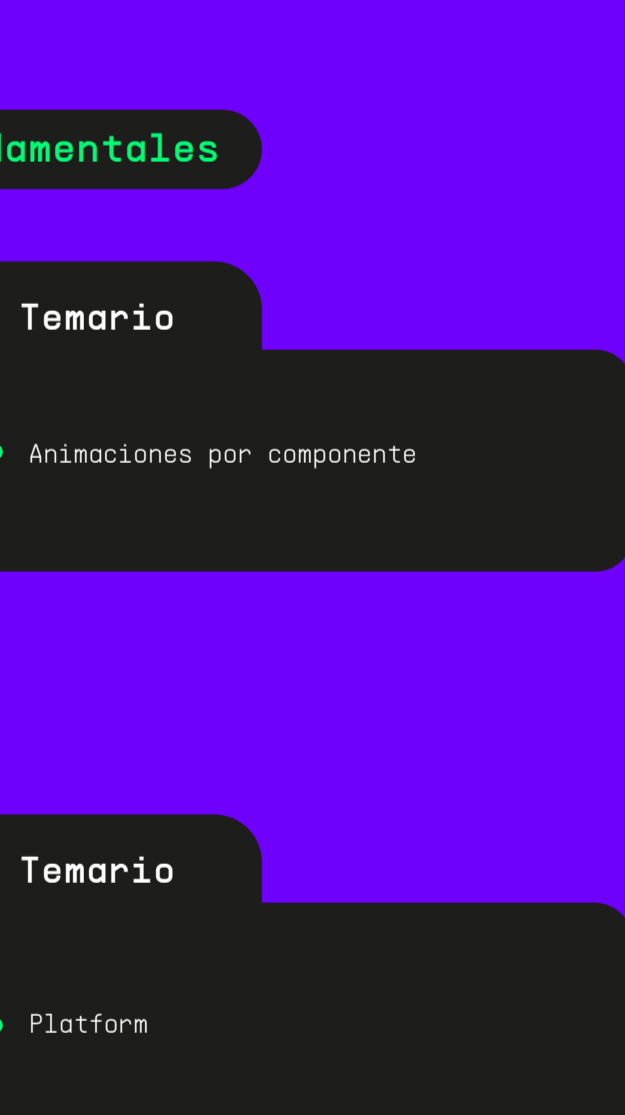 damentales
Temario
Animaciones por componente
Temario
Platform